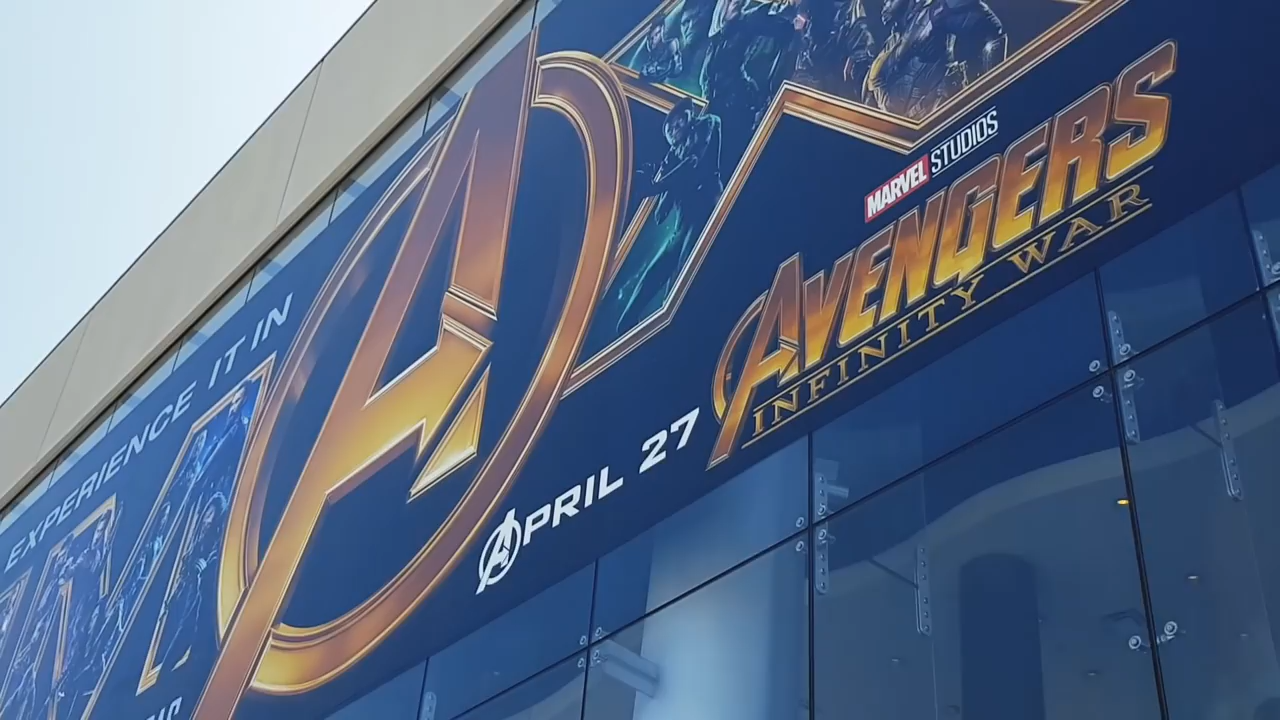 EXPERIENCE IT IN
MARVEL STUDIOS
AVENGERS
INFINITY WAR
APRIL 27